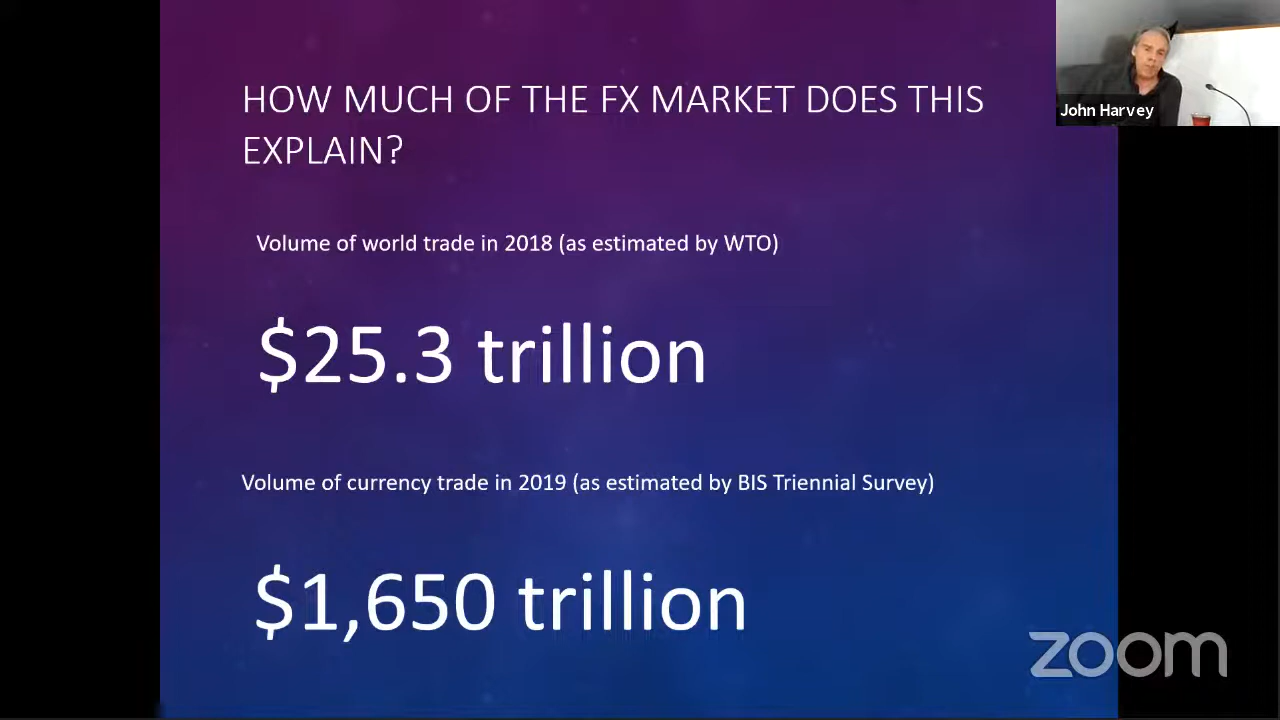 HOW MUCH OF THE FX MARKET DOES THIS
EXPLAIN?
John Harvey
Volume of world trade in 2018 (as estimated by WTO)
$25.3 trillion
Volume of currency trade in 2019 (as estimated by BIS Triennial Survey)
$1,650 trillion
zoom